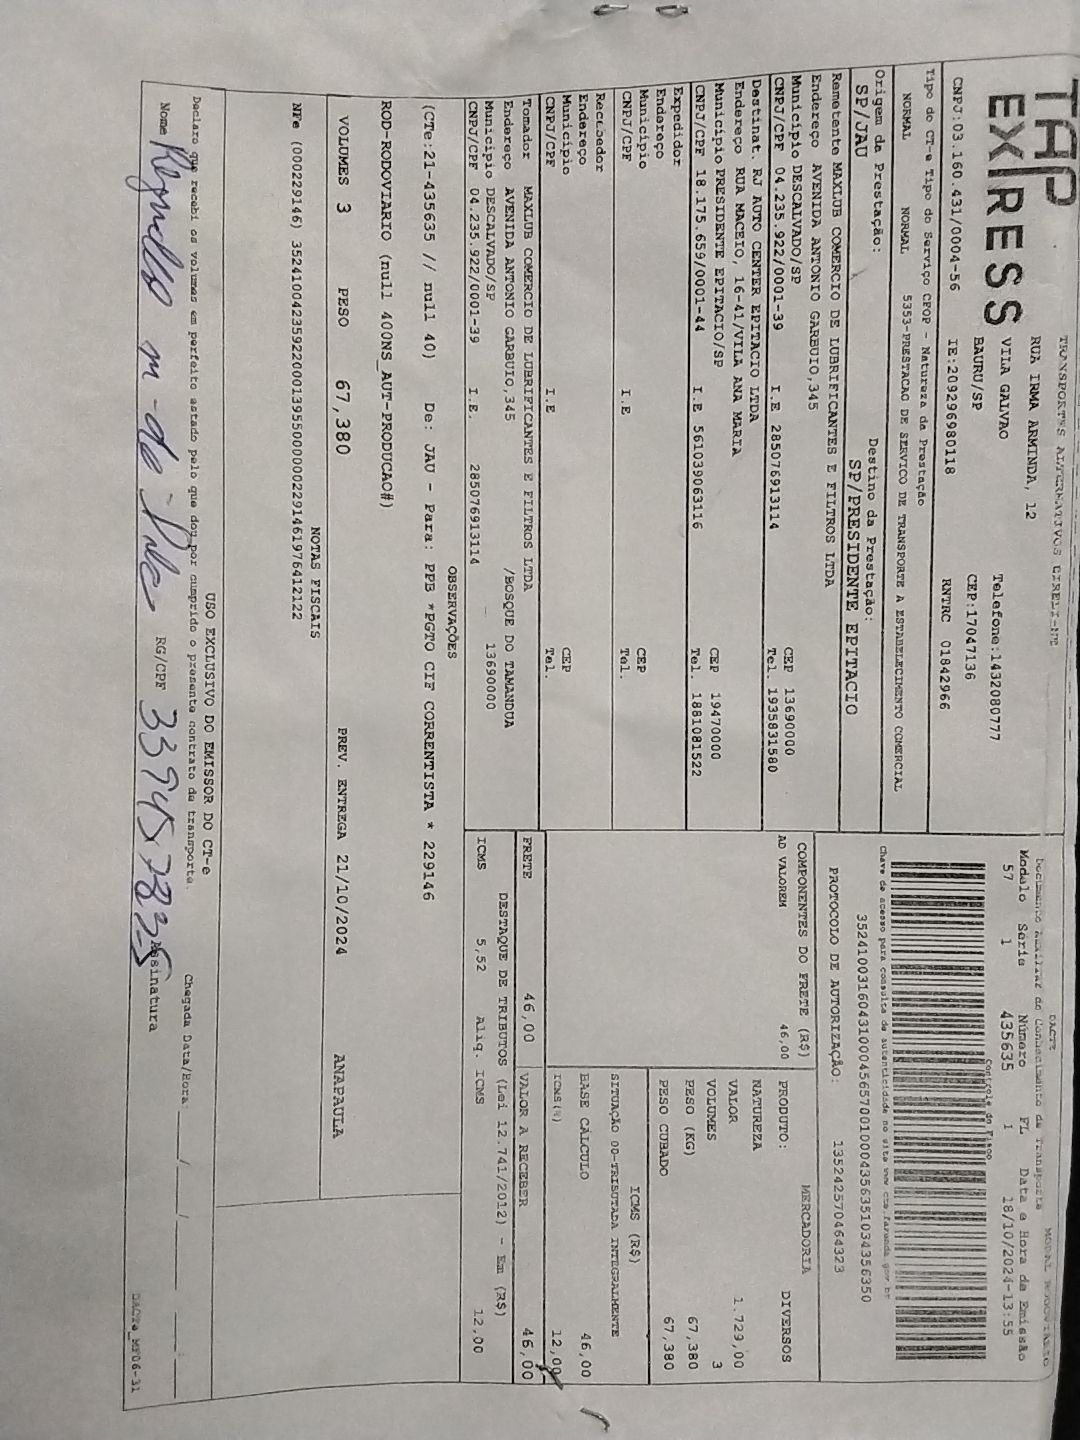 TAP
EXPRESS
TRANSPORTES ALTERNATIVOS EIRELI-ME
RUA IRMA ARMINDA, 12
VILA GALVAO
BAURU/SP
Telefone:1432080777
CEP:17047136
CNPJ:03.160.431/0004-56
IE:209296980118
RNTRC 01842966
DACTE
MODAL RODOVIARIO
Documento Auxiliar do Conhecimento de Transporte
Modelo Serie Número FL Data e Hora de Emissão
57 1 435635 1 18/10/2024-13:55
Controle do Fisco
Chave de acesso para consulta de autenticidade no site www.cte.fazenda.gov.br
35241003160431000456570010004356351034356350
PROTOCOLO DE AUTORIZAÇÃO: 135242570464323
Tipo do CT-e Tipo do Serviço CFOP - Natureza da Prestação
NORMAL NORMAL 5353-PRESTACAO DE SERVICO DE TRANSPORTE A ESTABELECIMENTO COMERCIAL
Origem da Prestação: Destino da Prestação:
SP/JAU SP/PRESIDENTE EPITACIO
Remetente MAXLUB COMERCIO DE LUBRIFICANTES E FILTROS LTDA
Endereço AVENIDA ANTONIO GARBUIO,345
Município DESCALVADO/SP CEP 13690000
CNPJ/CPF 04.235.922/0001-39 I.E 285076913114 Tel. 1935831580
Destinat. RJ AUTO CENTER EPITACIO LTDA
Endereço RUA MACEIO, 16-41/VILA ANA MARIA
Município PRESIDENTE EPITACIO/SP CEP 19470000
CNPJ/CPF 18.175.659/0001-44 I.E 561039063116 Tel. 1881081522
Expedidor
Endereço
Município CEP
CNPJ/CPF I.E Tel.
Recebedor
Endereço
Município CEP
CNPJ/CPF I.E Tel.
Tomador MAXLUB COMERCIO DE LUBRIFICANTES E FILTROS LTDA
Endereço AVENIDA ANTONIO GARBUIO,345 /BOSQUE DO TAMANDUA
Município DESCALVADO/SP 13690000
CNPJ/CPF 04.235.922/0001-39 I.E. 285076913114
COMPONENTES DO FRETE (R$)
AD VALOREM 46,00
MERCADORIA
PRODUTO: DIVERSOS
NATUREZA
VALOR 1.729,00
VOLUMES 3
PESO (KG) 67,380
PESO CUBADO 67,380
ICMS (R$)
SITUAÇÃO 00-TRIBUTADA INTEGRALMENTE
BASE CÁLCULO 46,00
ICMS(%) 12,00
FRETE 46,00 VALOR A RECEBER 46,00
DESTAQUE DE TRIBUTOS (Lei 12.741/2012) - Em (R$)
ICMS 5,52 Aliq. ICMS 12,00
OBSERVAÇÕES
(CTe:21-435635 // null 40) De: JAU - Para: PPB *PGTO CIF CORRENTISTA * 229146
ROD-RODOVIARIO (null 400NS_AUT-PRODUCAO#)
VOLUMES 3 PESO 67,380 PREV. ENTREGA 21/10/2024 ANAPAULA
NOTAS FISCAIS
NFe (000229146) 35241004235922000139550000002291461976412122
USO EXCLUSIVO DO EMISSOR DO CT-e
Declaro que recebi os volumes em perfeito estado pelo que dou por cumprido o presente contrato de transporte.
Chegada Data/Hora: ___/___/___ ___:___
Nome RG/CPF 339457835 Assinatura
DACTe_MF06-31